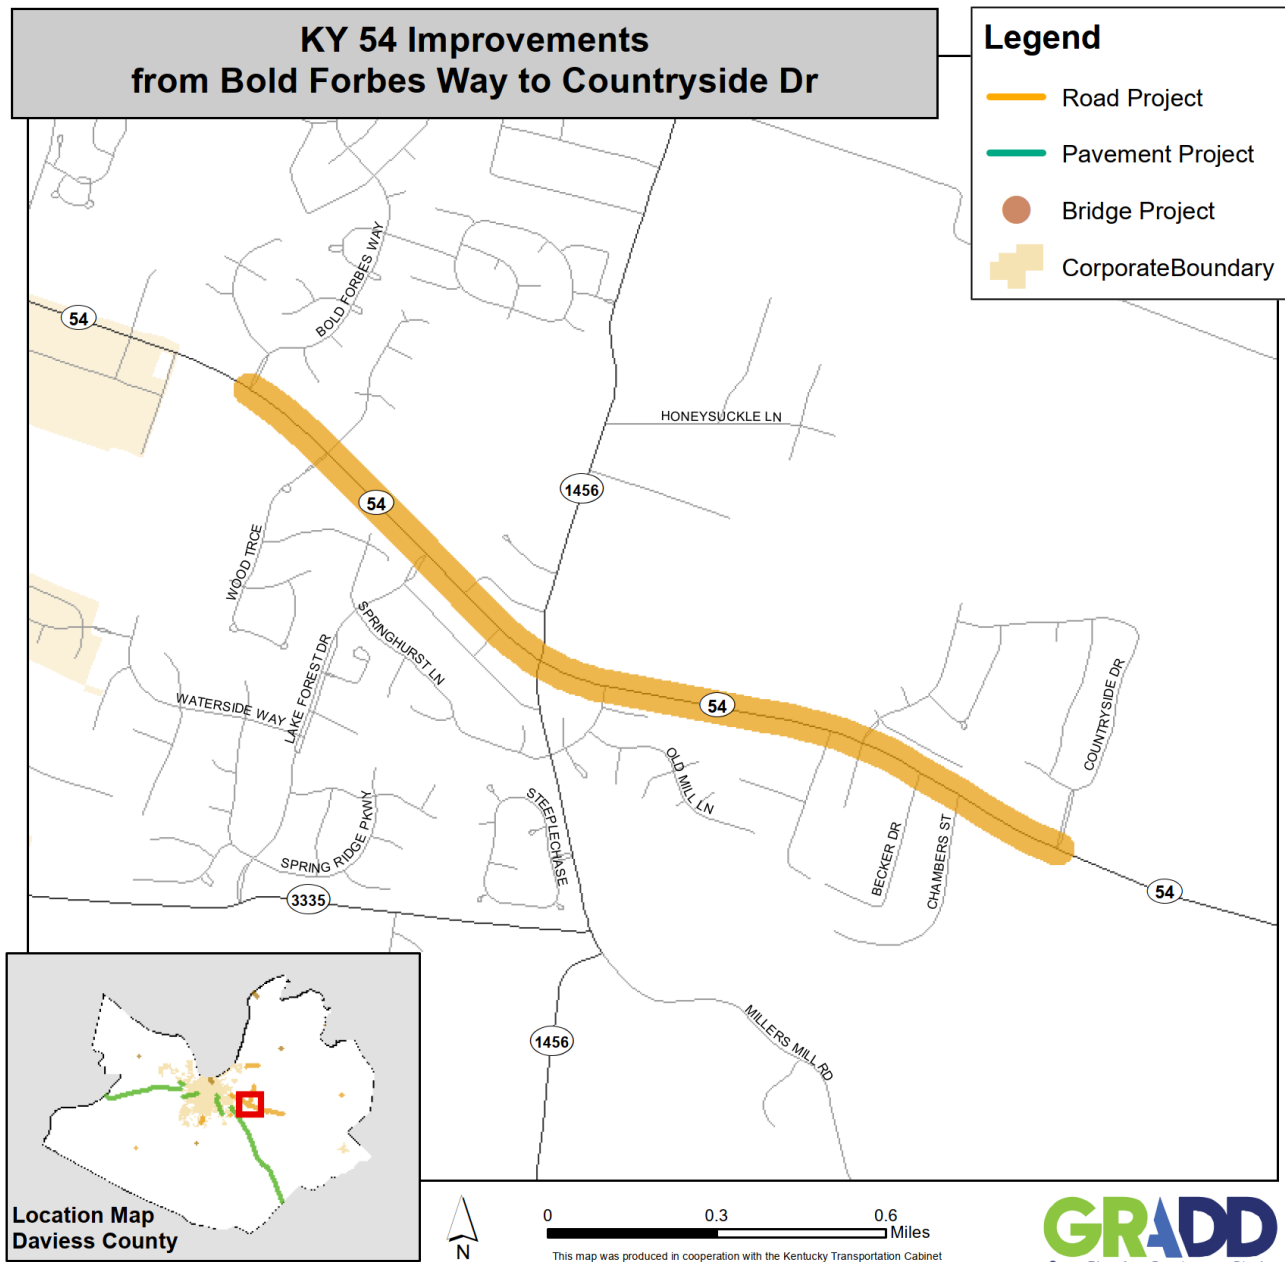 KY 54 Improvements
from Bold Forbes Way to Countryside Dr
Legend
Road Project
Pavement Project
Bridge Project
CorporateBoundary
54
BOLD FORBES WAY
HONEYSUCKLE LN
1456
54
WOOD TRCE
SPRINGHURST LN
LAKE FOREST DR
WATERSIDE WAY
54
COUNTRYSIDE DR
OLD MILL LN
STEEPLECHASE
SPRING RIDGE PKWY
BECKER DR
CHAMBERS ST
54
3335
1456
MILLERS MILL RD
Location Map
Daviess County
N
0 0.3 0.6
Miles
This map was produced in cooperation with the Kentucky Transportation Cabinet
GRADD